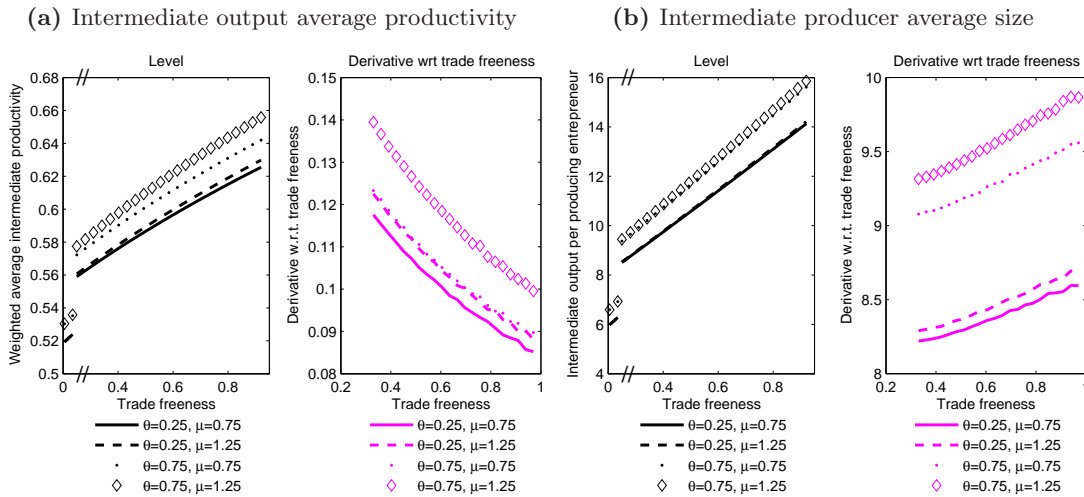 (a) Intermediate output average productivity
(b) Intermediate producer average size
Level
Weighted average intermediate productivity
0.68
0.66
0.64
0.62
0.6
0.58
0.56
0.54
0.52
0.5
0
0.4
0.6
0.8
Trade freeness
θ=0.25, μ=0.75
θ=0.25, μ=1.25
θ=0.75, μ=0.75
θ=0.75, μ=1.25
Derivative wrt trade freeness
Derivative w.r.t. trade freeness
0.15
0.14
0.13
0.12
0.11
0.1
0.09
0.08
0.2
0.4
0.6
0.8
1
Trade freeness
θ=0.25, μ=0.75
θ=0.25, μ=1.25
θ=0.75, μ=0.75
θ=0.75, μ=1.25
Level
Intermediate output per producing entrepreneur
16
14
12
10
8
6
4
0
0.4
0.6
0.8
Trade freeness
θ=0.25, μ=0.75
θ=0.25, μ=1.25
θ=0.75, μ=0.75
θ=0.75, μ=1.25
Derivative wrt trade freeness
Derivative w.r.t. trade freeness
10
9.5
9
8.5
8
0.2
0.4
0.6
0.8
1
Trade freeness
θ=0.25, μ=0.75
θ=0.25, μ=1.25
θ=0.75, μ=0.75
θ=0.75, μ=1.25